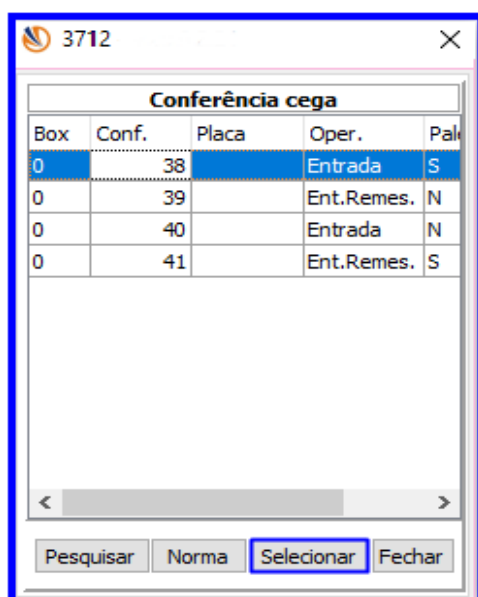 3712
Conferência cega
Box Conf. Placa Oper. Pale
0 38 Entrada S
0 39 Ent.Remes. N
0 40 Entrada N
0 41 Ent.Remes. S
Pesquisar Norma Selecionar Fechar